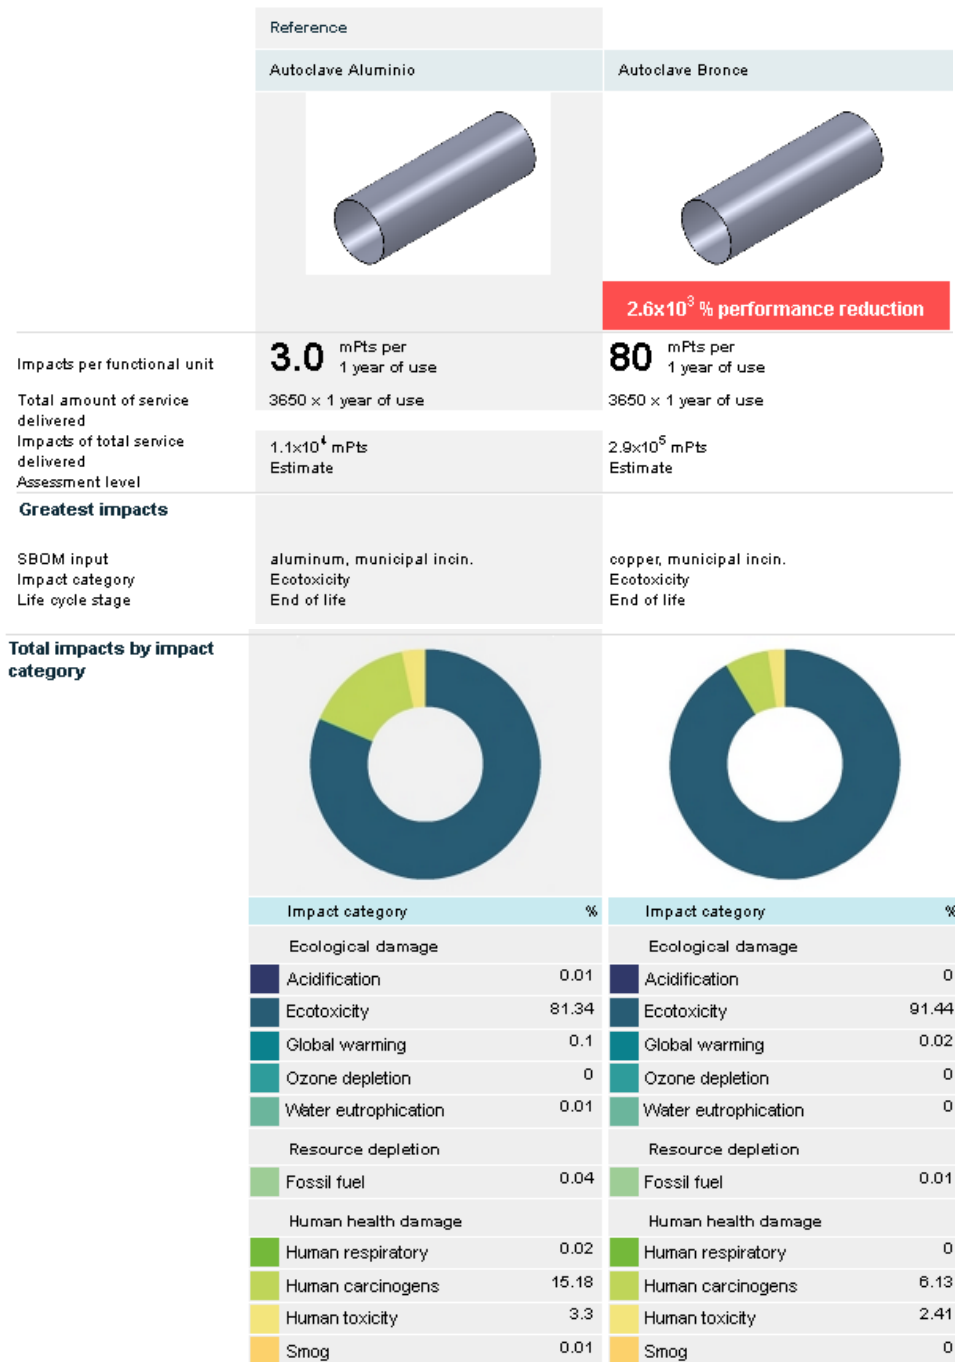 Reference
Autoclave Aluminio
Autoclave Bronce
2.6x10³ % performance reduction
Impacts per functional unit
3.0 mPts per
1 year of use
80 mPts per
1 year of use
Total amount of service
delivered
3650 x 1 year of use
3650 x 1 year of use
Impacts of total service
delivered
1.1x10⁴ mPts
2.9x10⁵ mPts
Assessment level
Estimate
Estimate
Greatest impacts
SBOM input
aluminum, municipal incin.
copper, municipal incin.
Impact category
Ecotoxicity
Ecotoxicity
Life cycle stage
End of life
End of life
Total impacts by impact
category
Impact category %
Ecological damage
Acidification 0.01
Ecotoxicity 81.34
Global warming 0.1
Ozone depletion 0
Water eutrophication 0.01
Resource depletion
Fossil fuel 0.04
Human health damage
Human respiratory 0.02
Human carcinogens 15.18
Human toxicity 3.3
Smog 0.01
Impact category %
Ecological damage
Acidification 0
Ecotoxicity 91.44
Global warming 0.02
Ozone depletion 0
Water eutrophication 0
Resource depletion
Fossil fuel 0.01
Human health damage
Human respiratory 0
Human carcinogens 6.13
Human toxicity 2.41
Smog 0